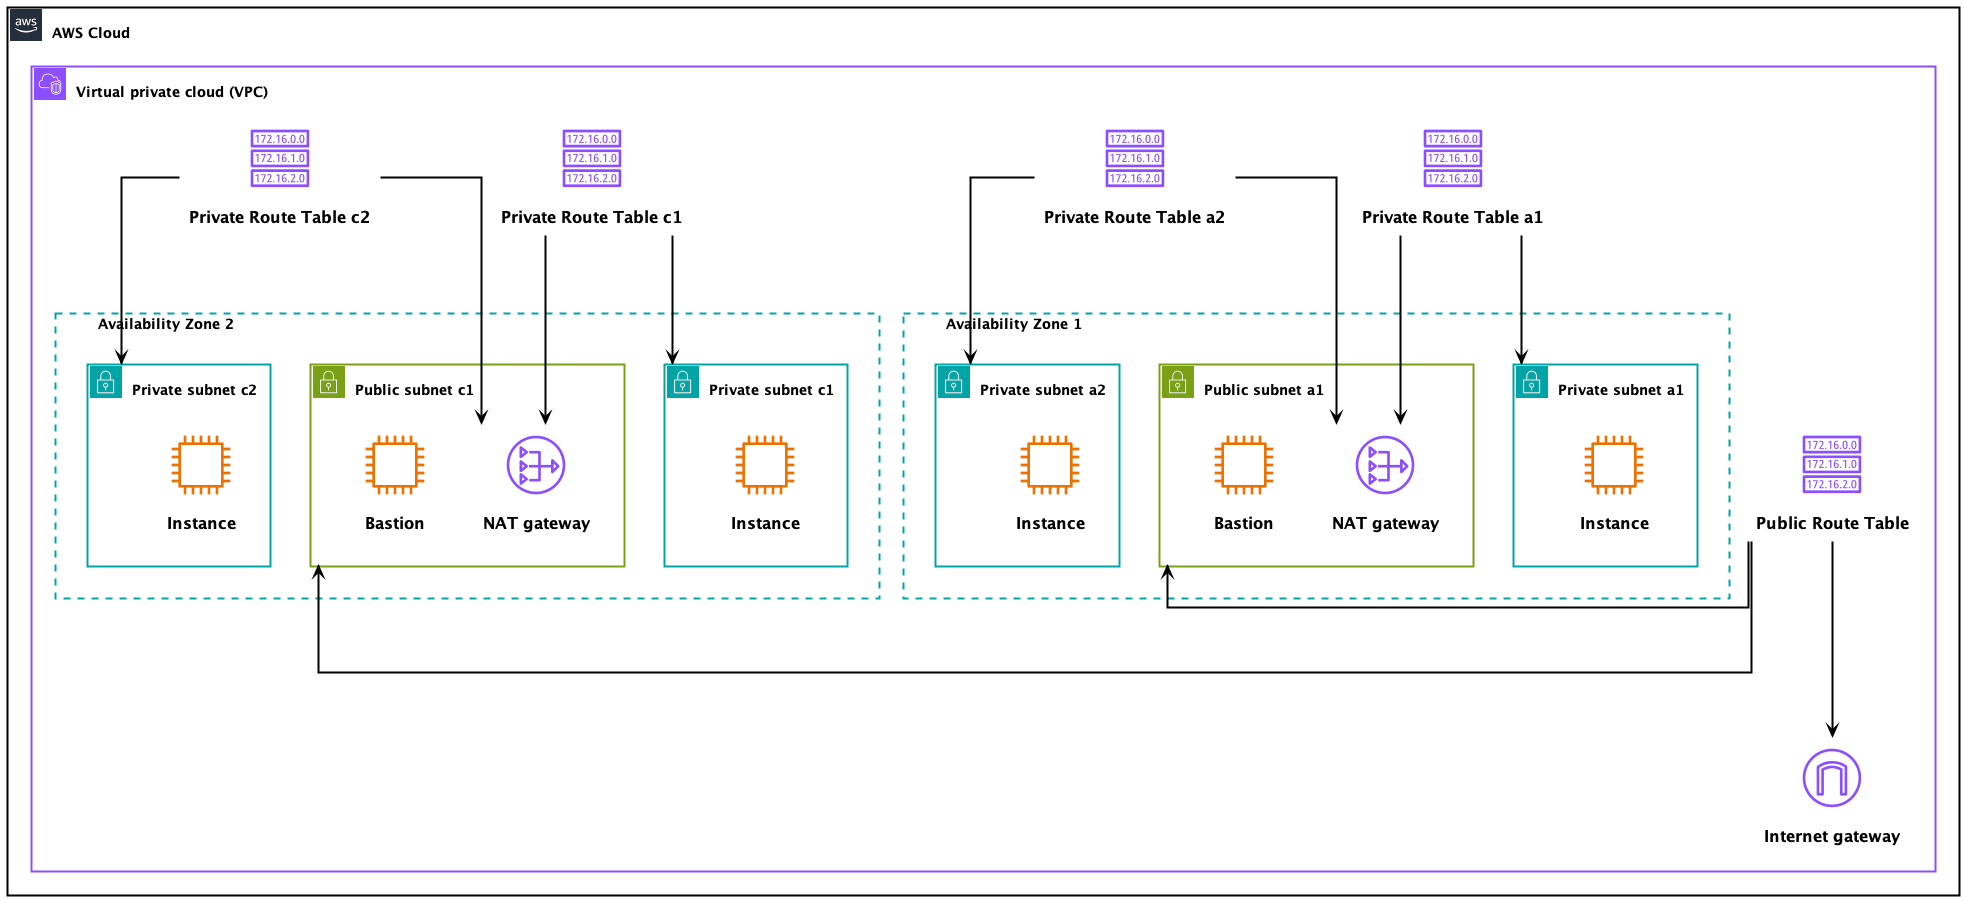 aws
AWS Cloud
Virtual private cloud (VPC)
172.16.0.0
172.16.1.0
172.16.2.0
Private Route Table c2
172.16.0.0
172.16.1.0
172.16.2.0
Private Route Table c1
172.16.0.0
172.16.1.0
172.16.2.0
Private Route Table a2
172.16.0.0
172.16.1.0
172.16.2.0
Private Route Table a1
Availability Zone 2
Private subnet c2
Instance
Public subnet c1
Bastion
NAT gateway
Private subnet c1
Instance
Availability Zone 1
Private subnet a2
Instance
Public subnet a1
Bastion
NAT gateway
Private subnet a1
Instance
172.16.0.0
172.16.1.0
172.16.2.0
Public Route Table
Internet gateway